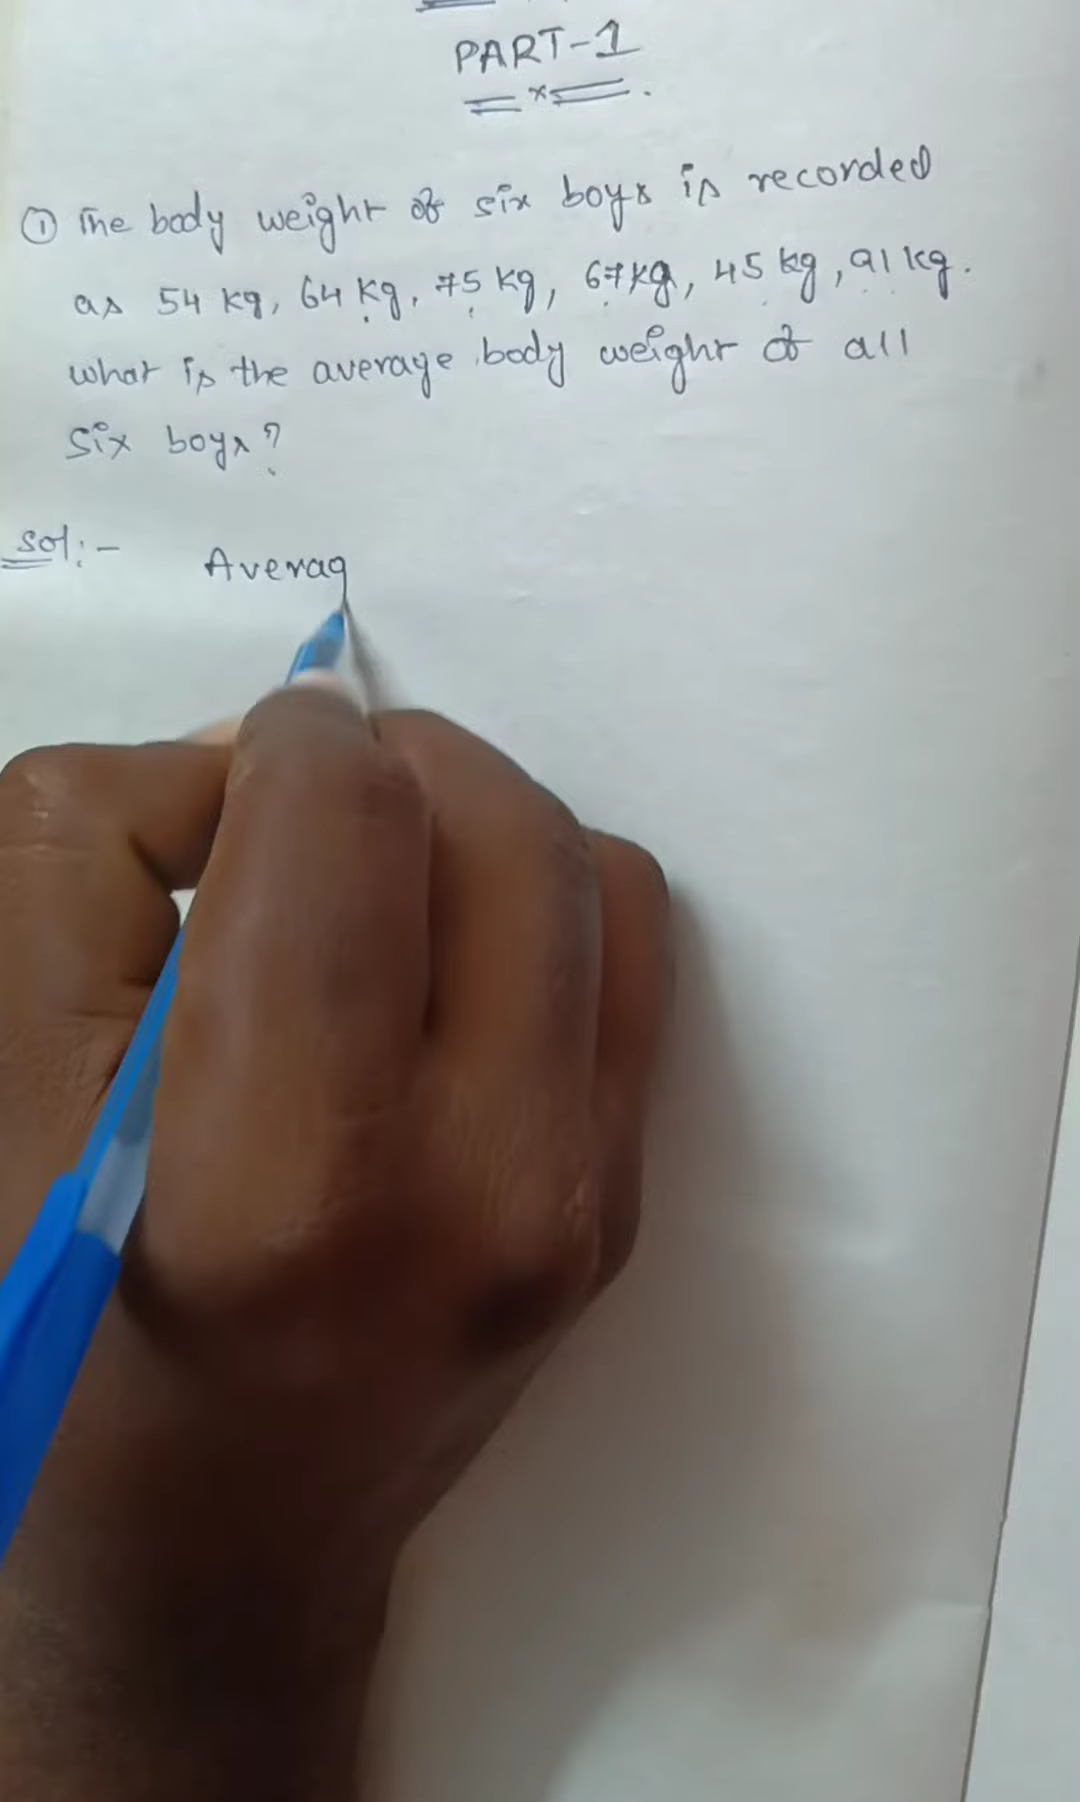 PART-1
① The body weight of six boys is recorded
as 54 kg, 64 kg, 75 kg, 67 kg, 45 kg, 91 kg.
what is the average body weight of all
six boys?
Sol:- Averag